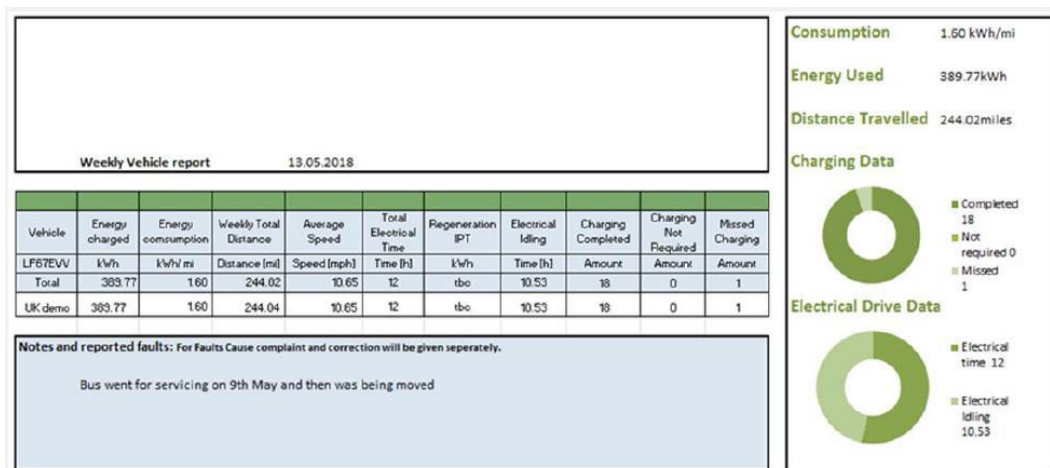 Weekly Vehicle report 13.05.2018
Vehicle Energy charged Energy comsumption Weekly Total Distance Average Speed Total Electrical Time Regeneration IPT Electrical Idling Charging Completed Charging Not Required Missed Charging
LF67EVV kWh kWh/mi Distance [mi] Speed [mph] Time [h] kWh Time [h] Amount Amount Amount
Total 389.77 1.60 244.02 10.65 12 tbc 10.53 18 0 1
UK demo 389.77 1.60 244.04 10.65 12 tbc 10.53 18 0 1
Notes and reported faults: For Faults Cause complaint and correction will be given seperately.
Bus went for servicing on 9th May and then was being moved
Consumption 1.60 kWh/mi
Energy Used 389.77kWh
Distance Travelled 244.02miles
Charging Data
Completed
18
Not
required 0
Missed
1
Electrical Drive Data
Electrical
time 12
Electrical
Idling
10.53